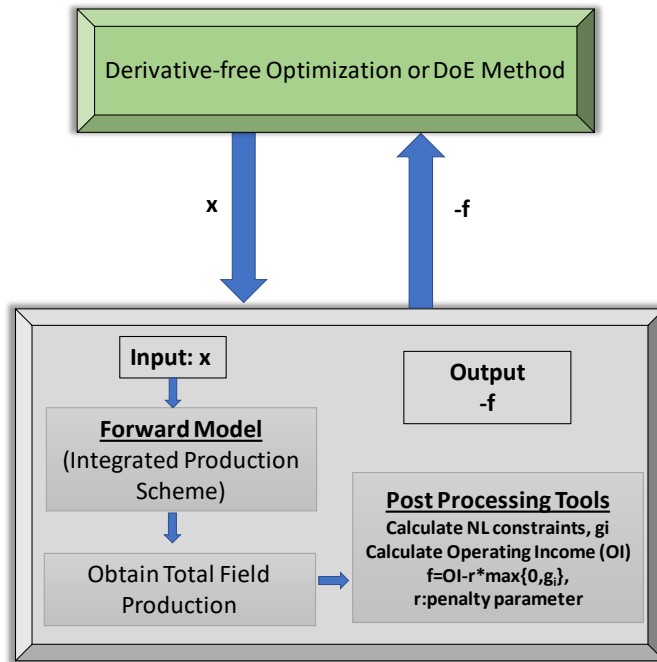 Derivative-free Optimization or DoE Method
x
-f
Input: x
Output
-f
Forward Model
(Integrated Production
Scheme)
Obtain Total Field
Production
Post Processing Tools
Calculate NL constraints, gi
Calculate Operating Income (OI)
f=OI-r*max{0,gᵢ},
r:penalty parameter